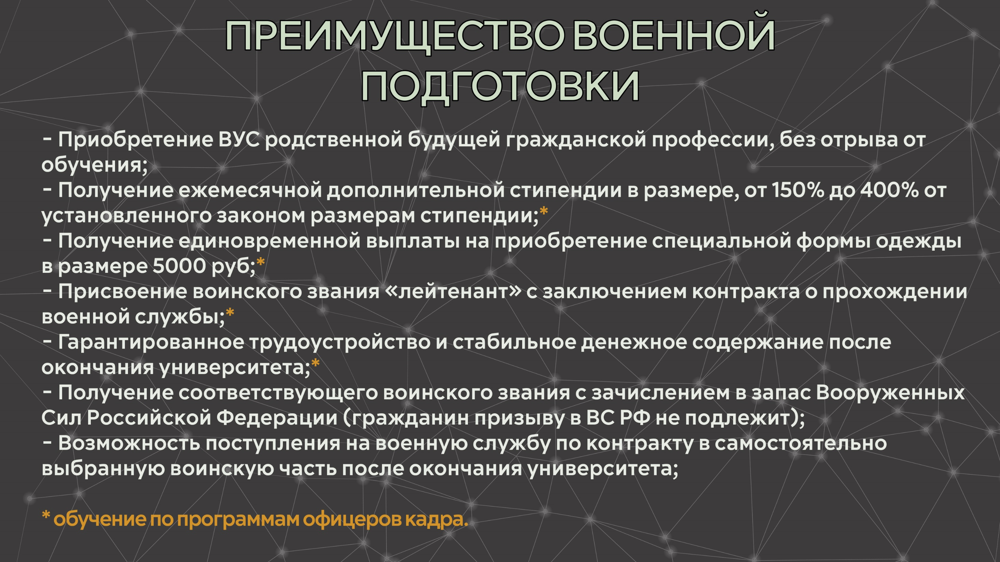 ПРЕИМУЩЕСТВО ВОЕННОЙ
ПОДГОТОВКИ
- Приобретение ВУС родственной будущей гражданской профессии, без отрыва от
обучения;
- Получение ежемесячной дополнительной стипендии в размере, от 150% до 400% от
установленного законом размерам стипендии;*
- Получение единовременной выплаты на приобретение специальной формы одежды
в размере 5000 руб;*
- Присвоение воинского звания «лейтенант» с заключением контракта о прохождении
военной службы;*
- Гарантированное трудоустройство и стабильное денежное содержание после
окончания университета;*
- Получение соответствующего воинского звания с зачислением в запас Вооруженных
Сил Российской Федерации (гражданин призыву в ВС РФ не подлежит);
- Возможность поступления на военную службу по контракту в самостоятельно
выбранную воинскую часть после окончания университета;
* обучение по программам офицеров кадра.